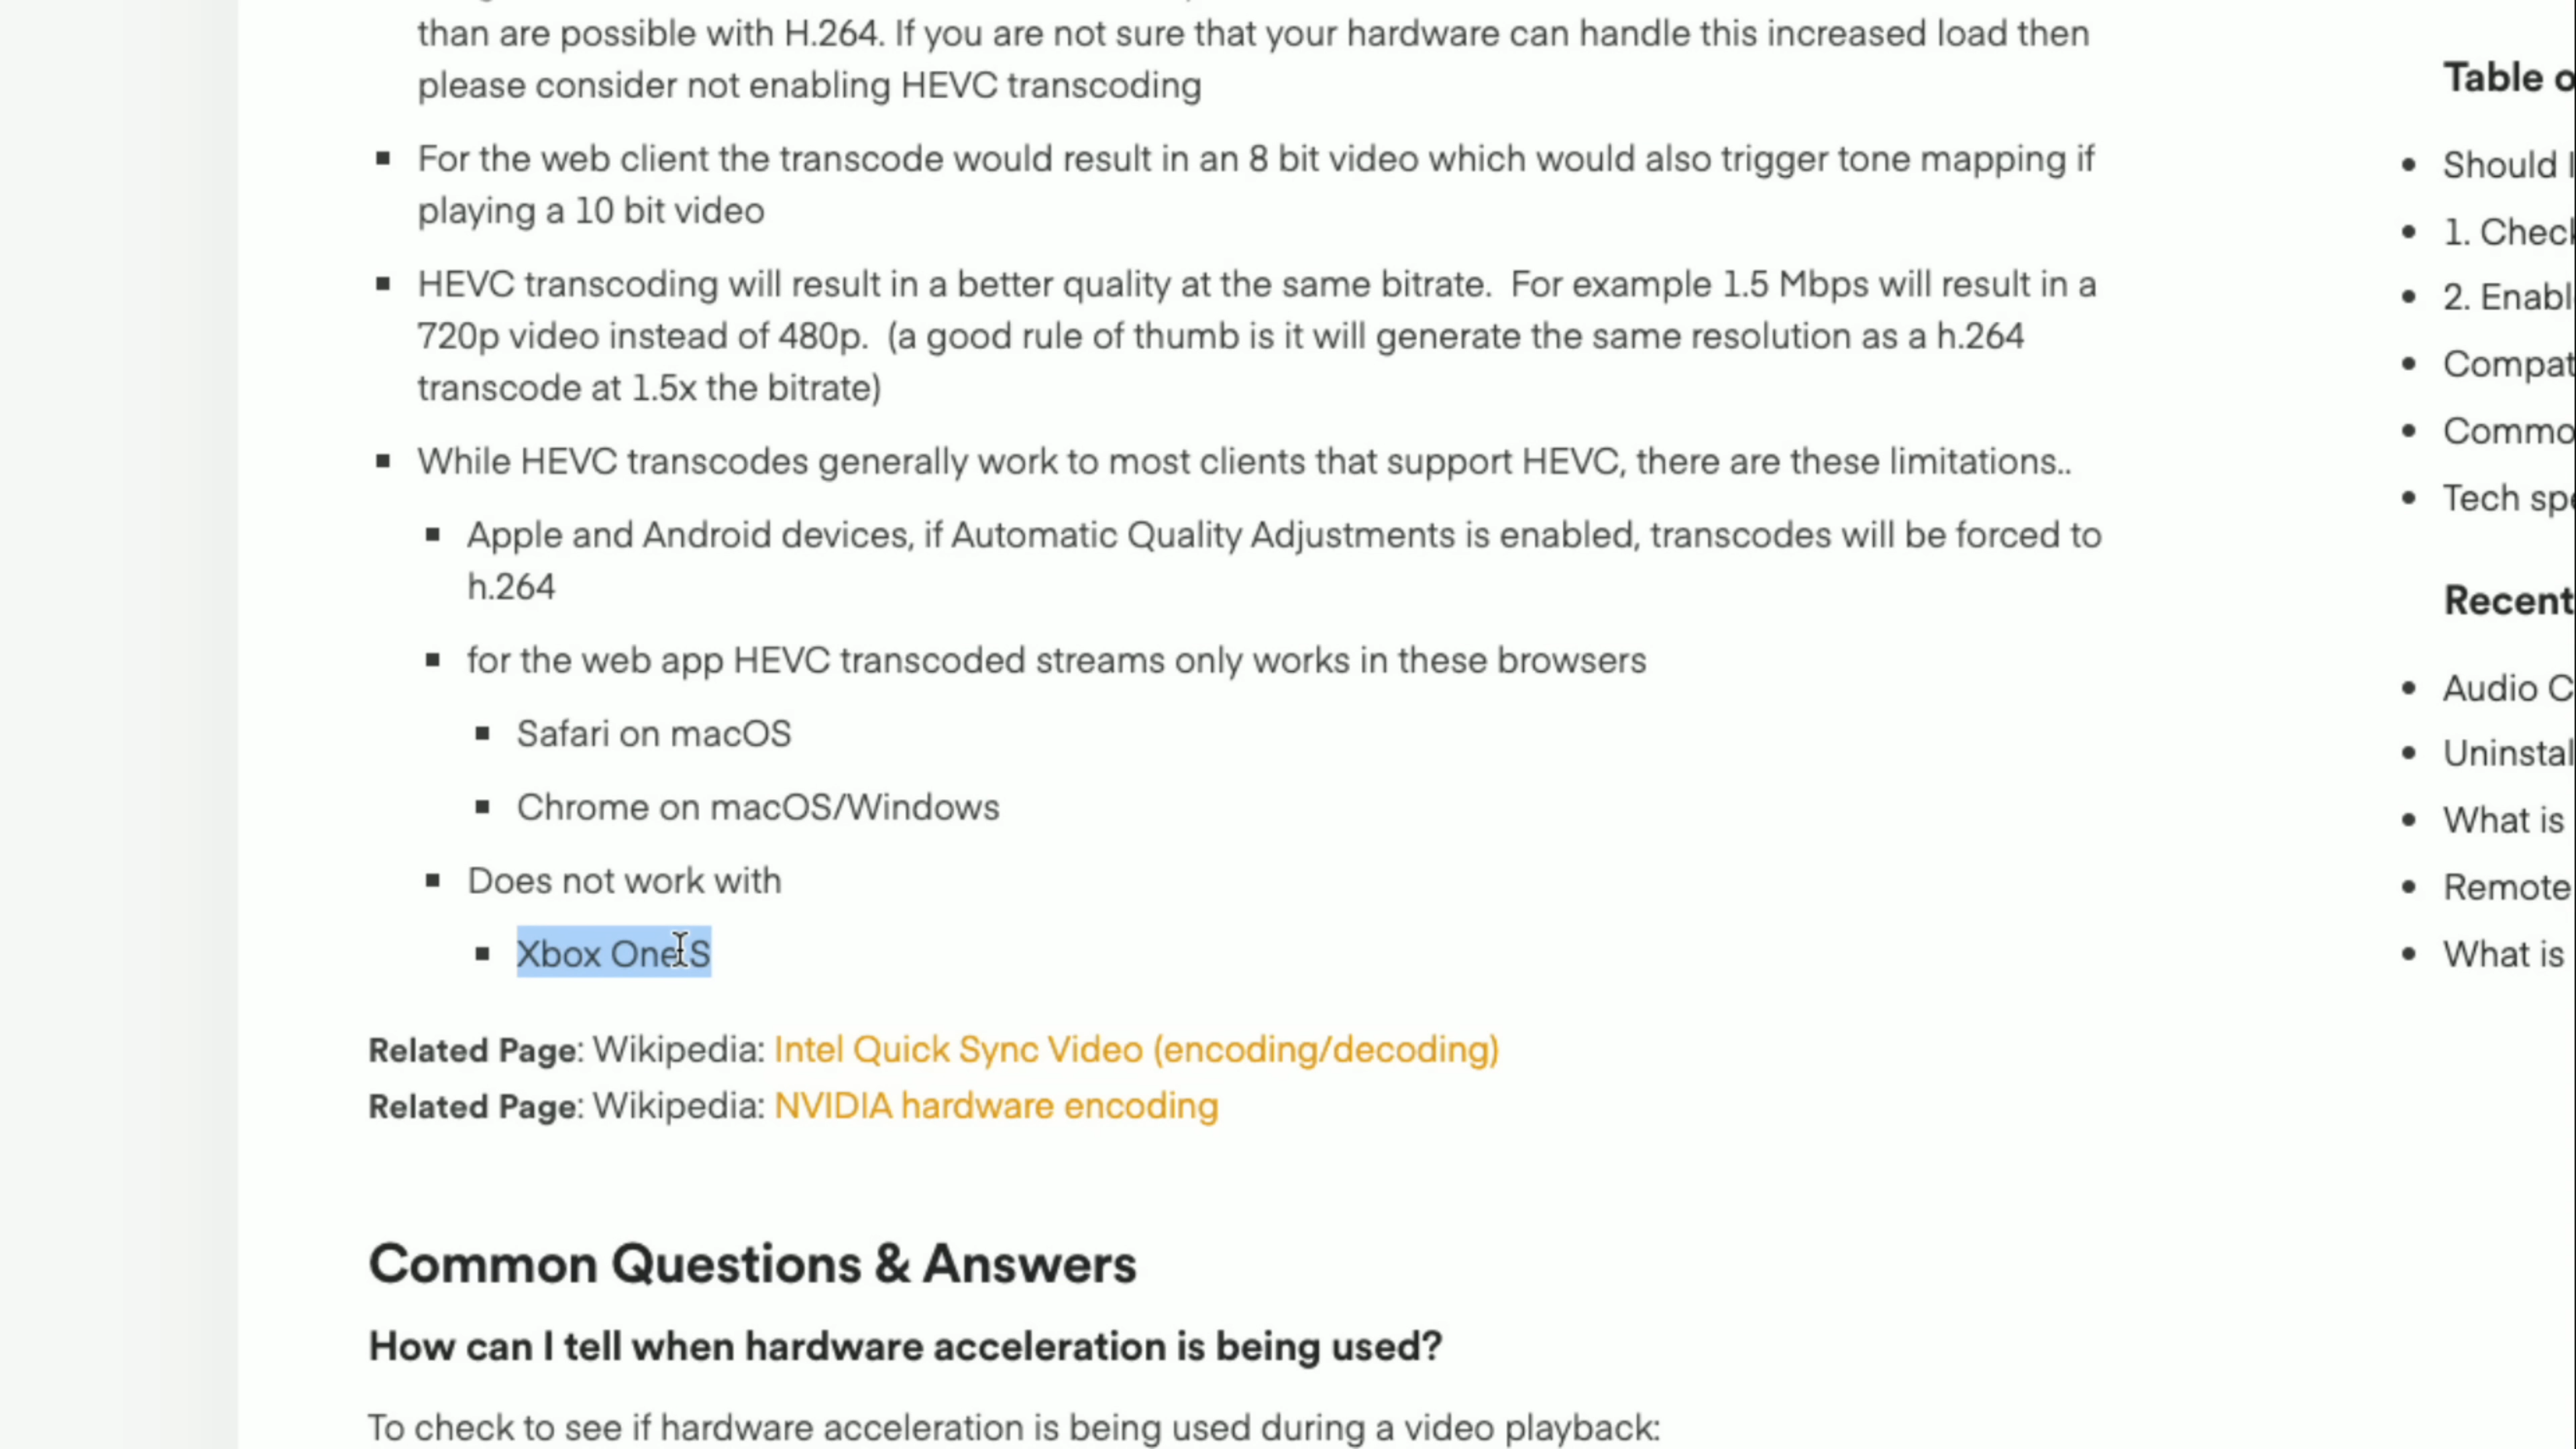 than are possible with H.264. If you are not sure that your hardware can handle this increased load then
please consider not enabling HEVC transcoding
For the web client the transcode would result in an 8 bit video which would also trigger tone mapping if
playing a 10 bit video
HEVC transcoding will result in a better quality at the same bitrate.  For example 1.5 Mbps will result in a
720p video instead of 480p.  (a good rule of thumb is it will generate the same resolution as a h.264
transcode at 1.5x the bitrate)
While HEVC transcodes generally work to most clients that support HEVC, there are these limitations..
Apple and Android devices, if Automatic Quality Adjustments is enabled, transcodes will be forced to
h.264
for the web app HEVC transcoded streams only works in these browsers
Safari on macOS
Chrome on macOS/Windows
Does not work with
Xbox One S
Related Page: Wikipedia: Intel Quick Sync Video (encoding/decoding)
Related Page: Wikipedia: NVIDIA hardware encoding
Common Questions & Answers
How can I tell when hardware acceleration is being used?
To check to see if hardware acceleration is being used during a video playback:
Table
Should
1.
2.
Tech
Recent
Audio
What is
Remote
What is